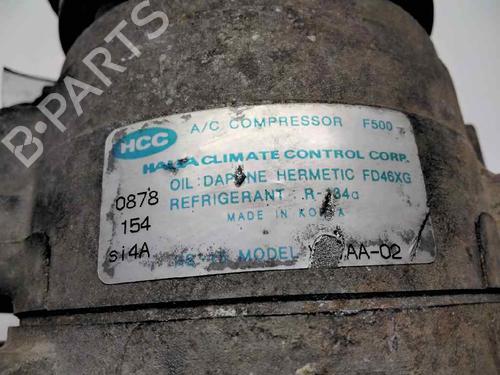 B-PARTS
HCC A/C COMPRESSOR F500
CLIMATE CONTROL CORP.
OIL: HERMETIC FD46XG
0878 REFRIGERANT
154 MADE IN KOREA
si4A MODEL AA-02